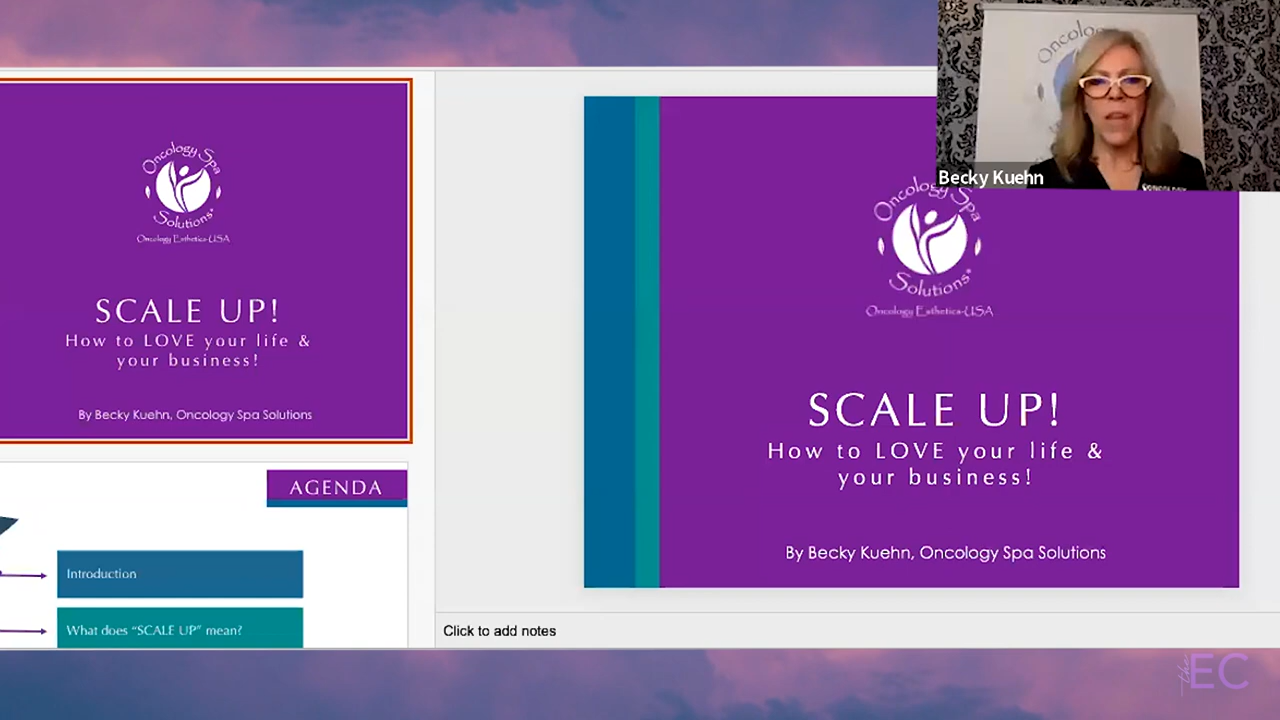 Oncology Spa
Solutions®
Oncology Esthetics-USA
SCALE UP!
How to LOVE your life &
your business!
By Becky Kuehn, Oncology Spa Solutions
AGENDA
Introduction
What does “SCALE UP” mean?
Oncology
Becky Kuehn
Oncology Spa
Solutions®
Oncology Esthetics-USA
SCALE UP!
How to LOVE your life &
your business!
By Becky Kuehn, Oncology Spa Solutions
Click to add notes
the EC